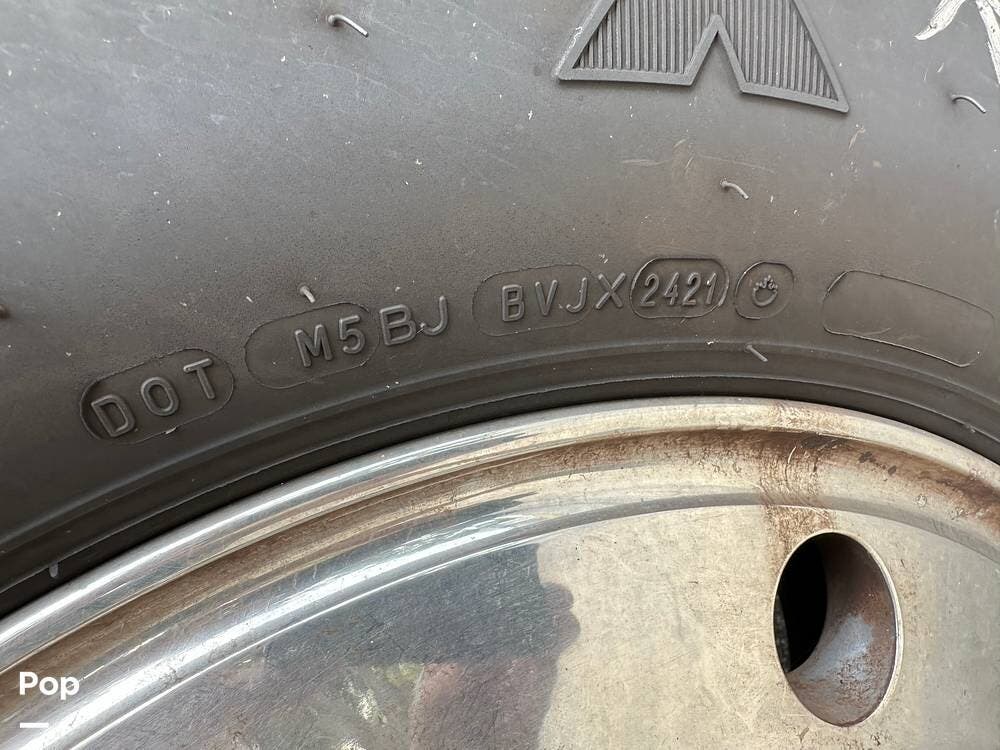 DOT M5BJ BVJX 2421
Pop